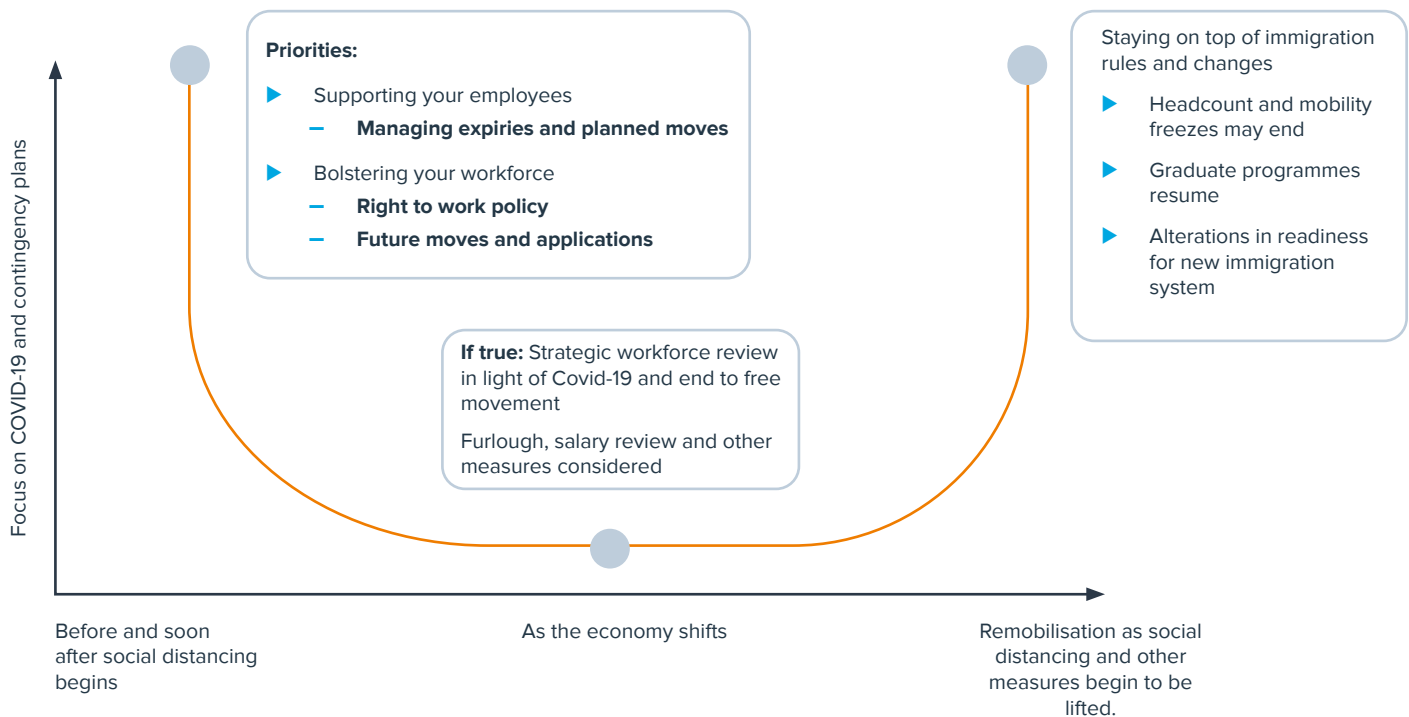 Focus on COVID-19 and contingency plans
Priorities:
Supporting your employees
– Managing expiries and planned moves
Bolstering your workforce
– Right to work policy
– Future moves and applications
If true: Strategic workforce review
in light of Covid-19 and end to free
movement
Furlough, salary review and other
measures considered
Staying on top of immigration
rules and changes
Headcount and mobility
freezes may end
Graduate programmes
resume
Alterations in readiness
for new immigration
system
Before and soon
after social distancing
begins
As the economy shifts
Remobilisation as social
distancing and other
measures begin to be
lifted.